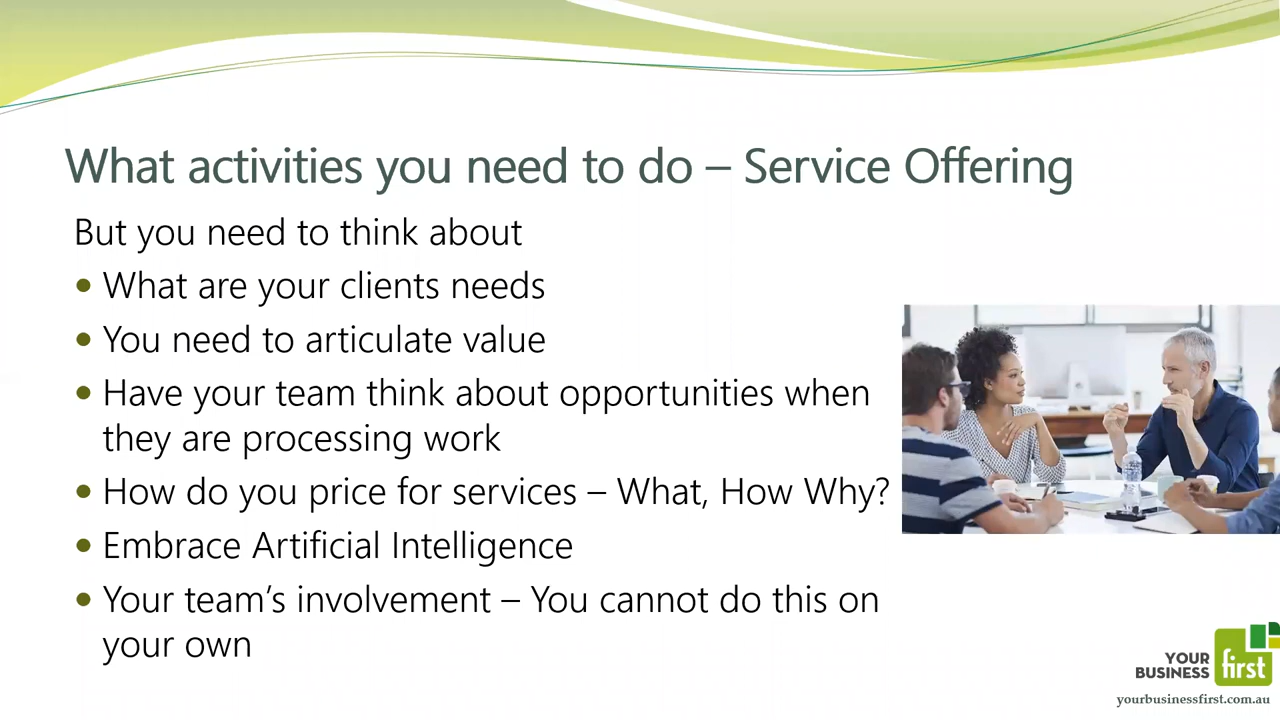 What activities you need to do – Service Offering
But you need to think about
• What are your clients needs
• You need to articulate value
• Have your team think about opportunities when
they are processing work
• How do you price for services – What, How Why?
• Embrace Artificial Intelligence
• Your team's involvement – You cannot do this on
your own
YOUR
BUSINESS
first
yourbusinessfirst.com.au